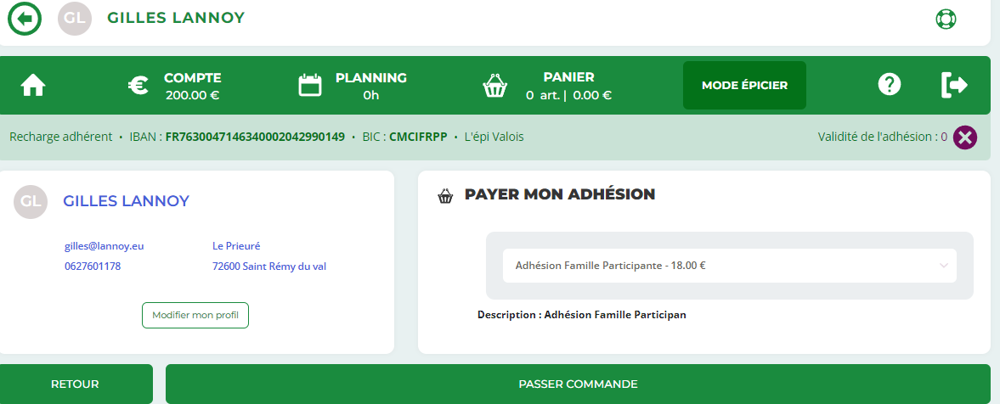 GL GILLES LANNOY
COMPTE
200.00 €
PLANNING
0h
PANIER
0 art. | 0.00 €
MODE ÉPICIER
?
Recharge adhérent • IBAN : FR7630047146340002042990149 • BIC : CMCIFRPP • L'épi Valois
Validité de l'adhésion : 0
GL GILLES LANNOY
gilles@lannoy.eu
Le Prieuré
0627601178
72600 Saint Rémy du val
Modifier mon profil
PAYER MON ADHÉSION
Adhésion Famille Participante - 18.00 €
Description : Adhésion Famille Participan
RETOUR
PASSER COMMANDE